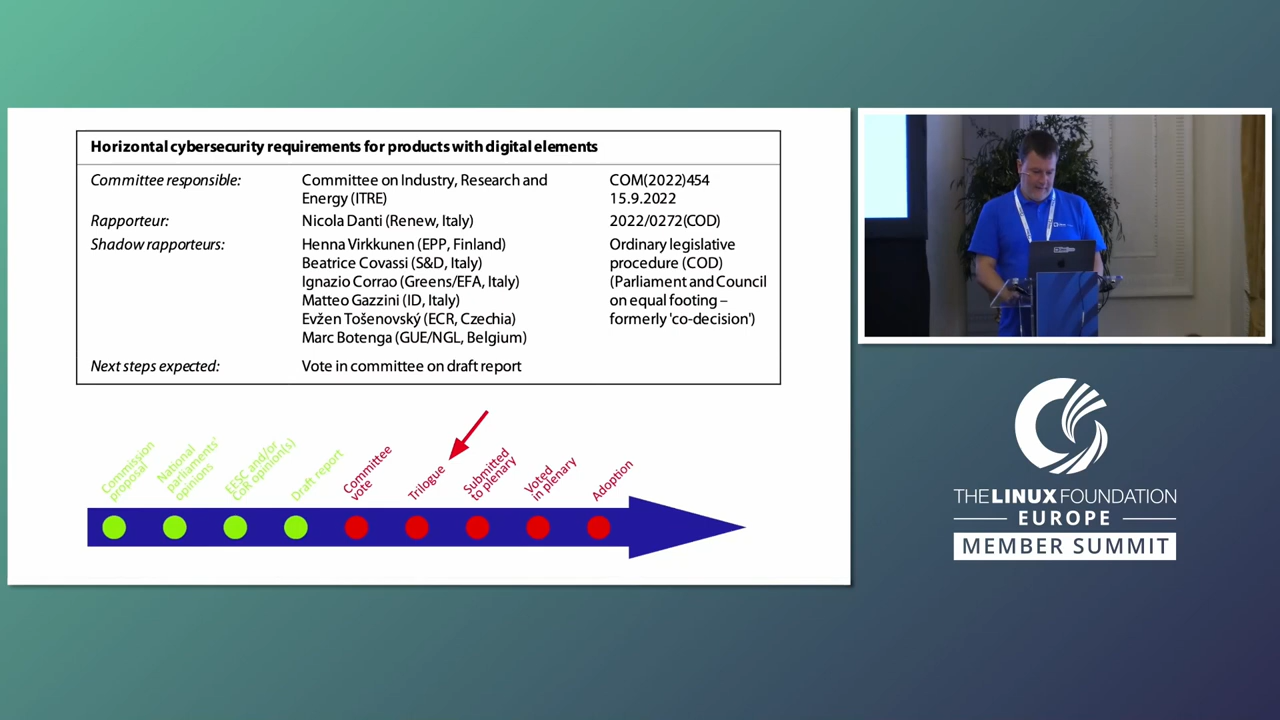 Horizontal cybersecurity requirements for products with digital elements
Committee responsible:
Committee on Industry, Research and
Energy (ITRE)
COM(2022)454
15.9.2022
Rapporteur:
Nicola Danti (Renew, Italy)
2022/0272(COD)
Shadow rapporteurs:
Henna Virkkunen (EPP, Finland)
Beatrice Covassi (S&D, Italy)
Ignazio Corrao (Greens/EFA, Italy)
Matteo Gazzini (ID, Italy)
Evžen Tošenovský (ECR, Czechia)
Marc Botenga (GUE/NGL, Belgium)
Ordinary legislative
procedure (COD)
(Parliament and Council
on equal footing –
formerly 'co-decision')
Next steps expected:
Vote in committee on draft report
Commission
proposal
National
parliaments'
opinions
EESC and/or
CoR opinion(s)
Draft report
Committee
vote
Trilogue
Submitted
to plenary
Voted
in plenary
Adoption
THE LINUX FOUNDATION
EUROPE
MEMBER SUMMIT